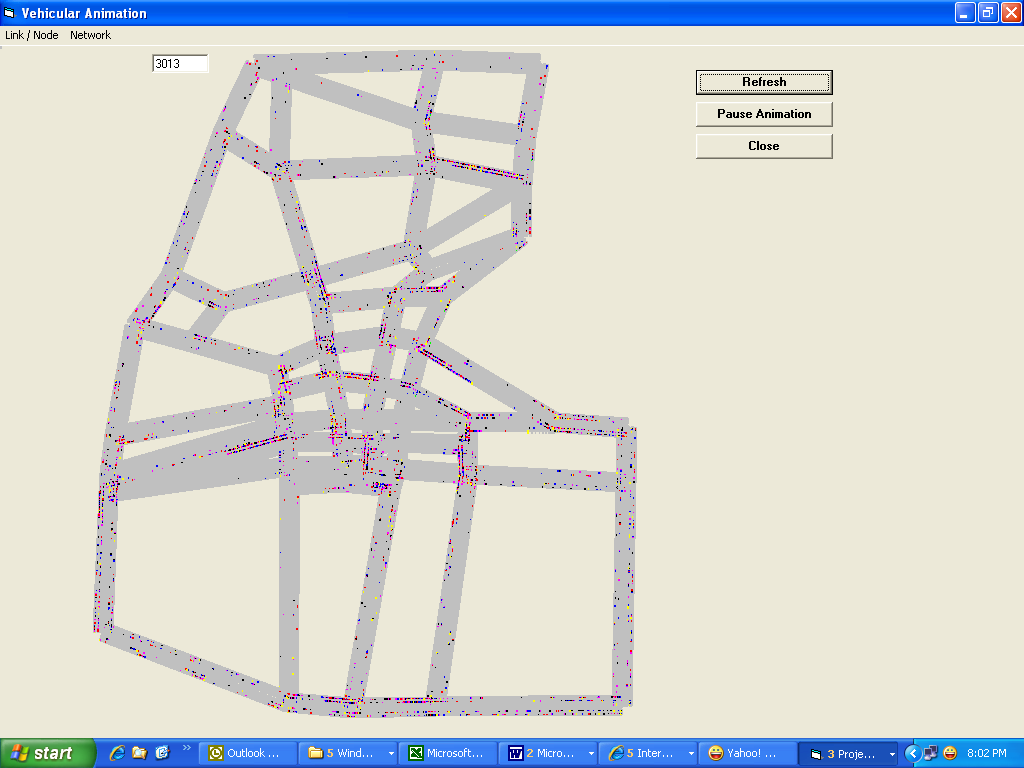 Vehicular Animation
Link / Node Network
3013
Refresh
Pause Animation
Close
start
Outlook ...
5 Wind...
Microsoft...
2 Micro...
5 Inter...
Yahoo! ...
3 Proje...
8:02 PM